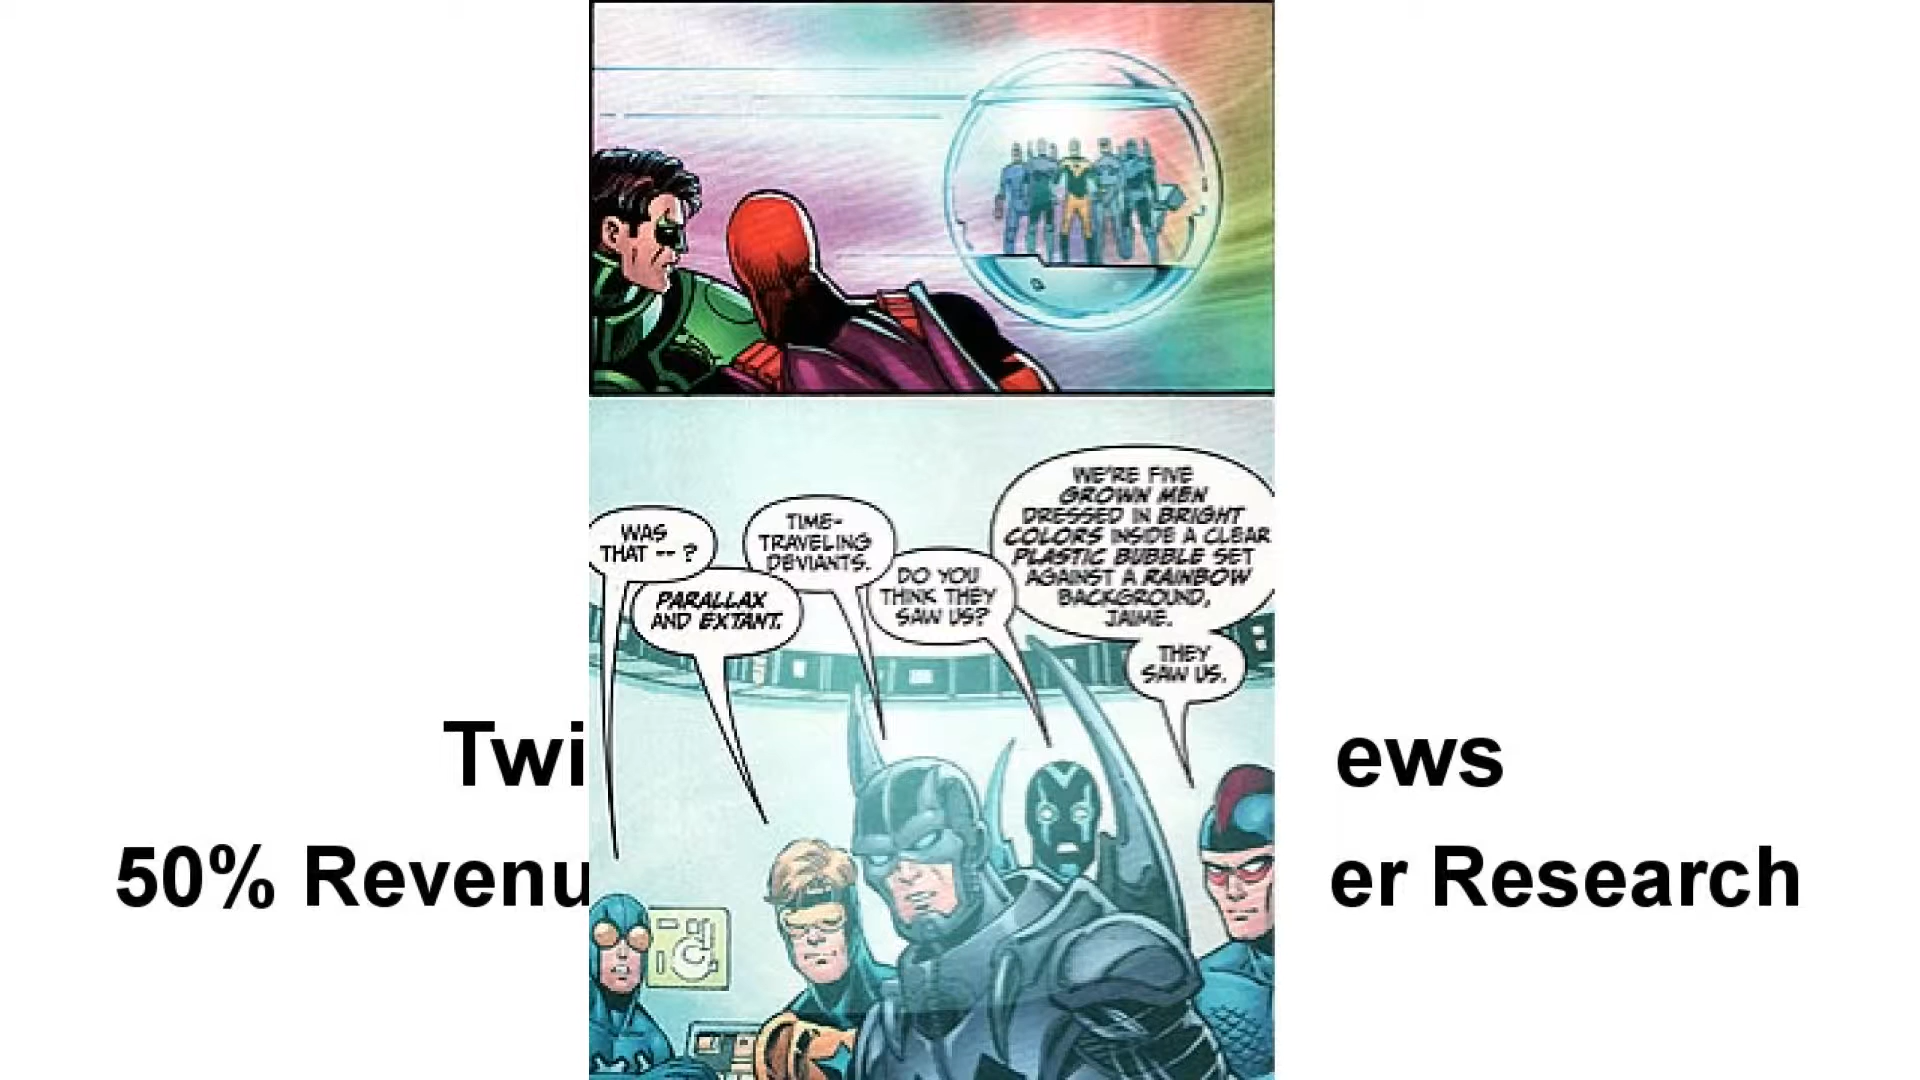 WAS
THAT -- ?
PARALLAX
AND EXTANT.
TIME-
TRAVELING
DEVIANTS.
DO YOU
THINK THEY
SAW US?
WE'RE FIVE
GROWN MEN
DRESSED IN BRIGHT
COLORS INSIDE A CLEAR
PLASTIC BUBBLE SET
AGAINST A RAINBOW
BACKGROUND,
JAIME.
THEY
SAW US.
Twi ews
50% Revenu er Research